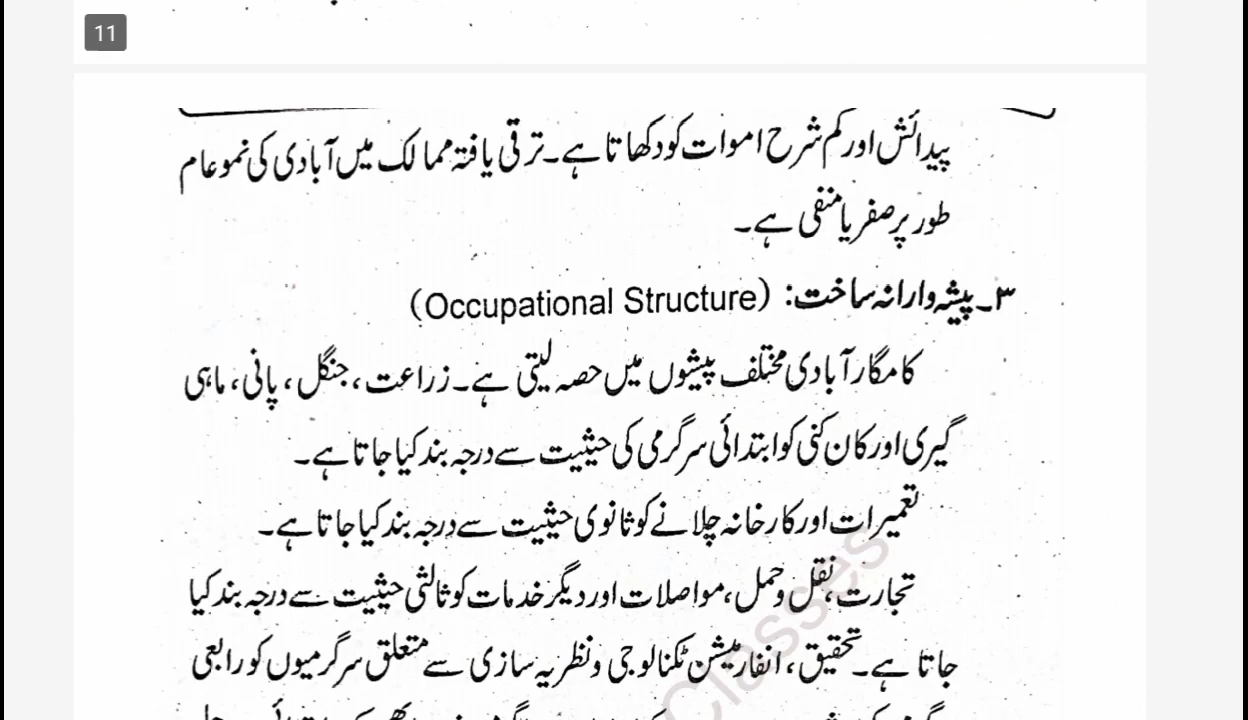 11
پیدائش اور کم شرح اموات کو دکھاتا ہے۔ ترقی یافتہ ممالک میں آبادی کی نمو عام
طور پر صفر یا منفی ہے۔
۳۔ پیشہ وارانہ ساخت: (Occupational Structure)
کامگار آبادی مختلف پیشوں میں حصہ لیتی ہے۔ زراعت، جنگل، پانی، ماہی
گیری اور کان کنی کو ابتدائی سرگرمی کی حیثیت سے درجہ بند کیا جاتا ہے۔
تعمیرات اور کارخانہ چلانے کو ثانوی حیثیت سے درجہ بند کیا جاتا ہے۔
تجارت، نقل و حمل، مواصلات اور دیگر خدمات کو ثالثی حیثیت سے درجہ بند کیا
جاتا ہے۔ تحقیق، انفارمیشن ٹکنالوجی و نظریہ سازی سے متعلق سرگرمیوں کو رابعی
Classes